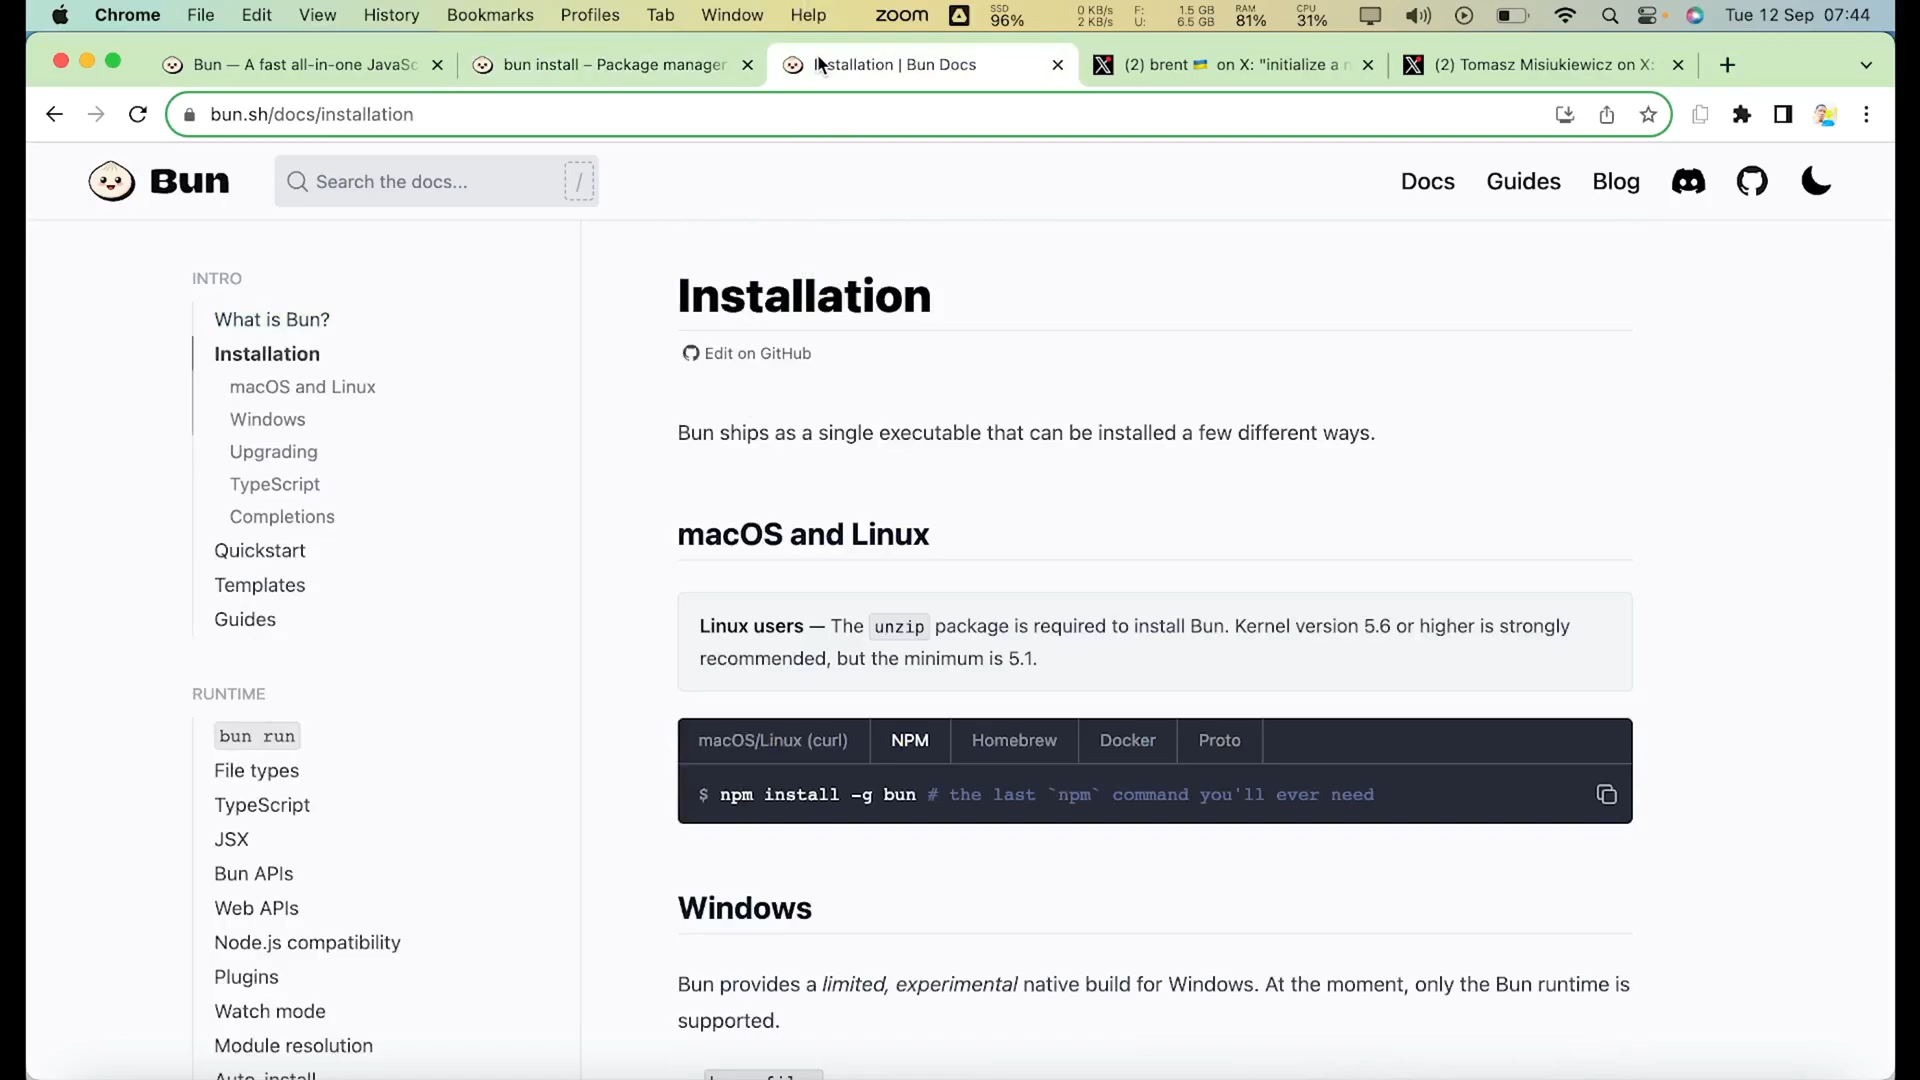 Chrome File Edit View History Bookmarks Profiles Tab Window Help zoom SSD 96% 0 KB/s 2 KB/s F: 1.5 GB U: 6.5 GB RAM 81% CPU 31% Tue 12 Sep 07:44
Bun — A fast all-in-one JavaSc bun install – Package manager Installation | Bun Docs (2) brent 🇺🇦 on X: "initialize a n (2) Tomasz Misiukiewicz on X:
bun.sh/docs/installation
Bun Search the docs... / Docs Guides Blog
INTRO
What is Bun?
Installation
macOS and Linux
Windows
Upgrading
TypeScript
Completions
Quickstart
Templates
Guides
RUNTIME
bun run
File types
TypeScript
JSX
Bun APIs
Web APIs
Node.js compatibility
Plugins
Watch mode
Module resolution
Auto-install
Installation
Edit on GitHub
Bun ships as a single executable that can be installed a few different ways.
macOS and Linux
Linux users — The unzip package is required to install Bun. Kernel version 5.6 or higher is strongly
recommended, but the minimum is 5.1.
macOS/Linux (curl) NPM Homebrew Docker Proto
$ npm install -g bun # the last `npm` command you'll ever need
Windows
Bun provides a limited, experimental native build for Windows. At the moment, only the Bun runtime is
supported.